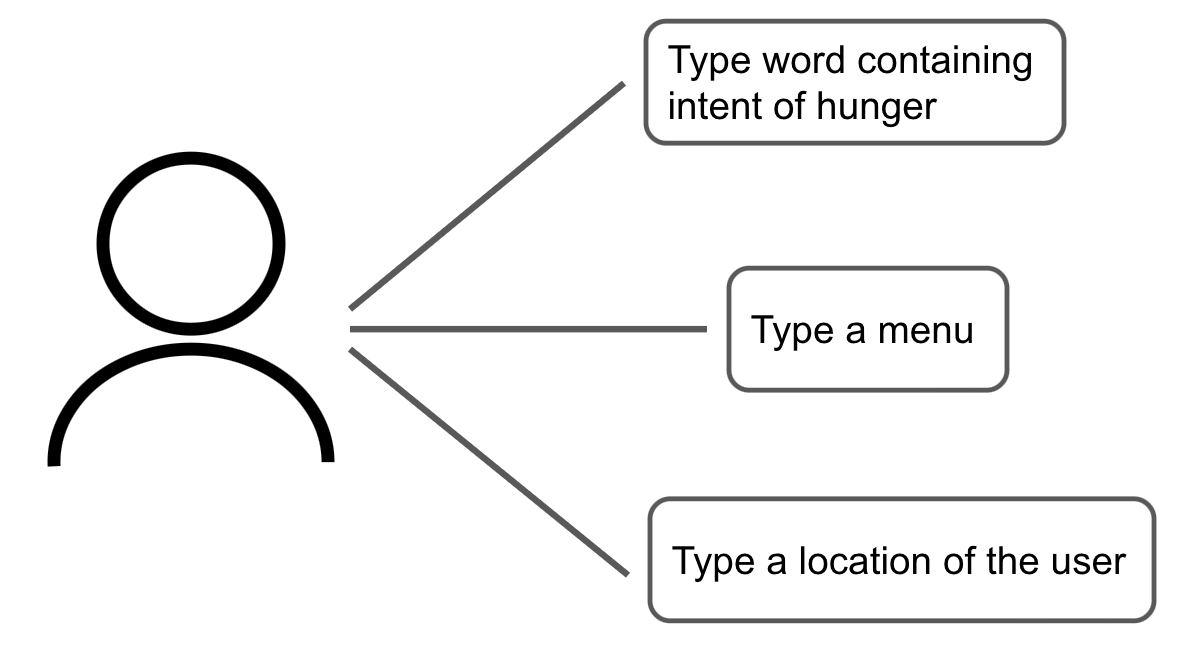 Type word containing
intent of hunger
Type a menu
Type a location of the user